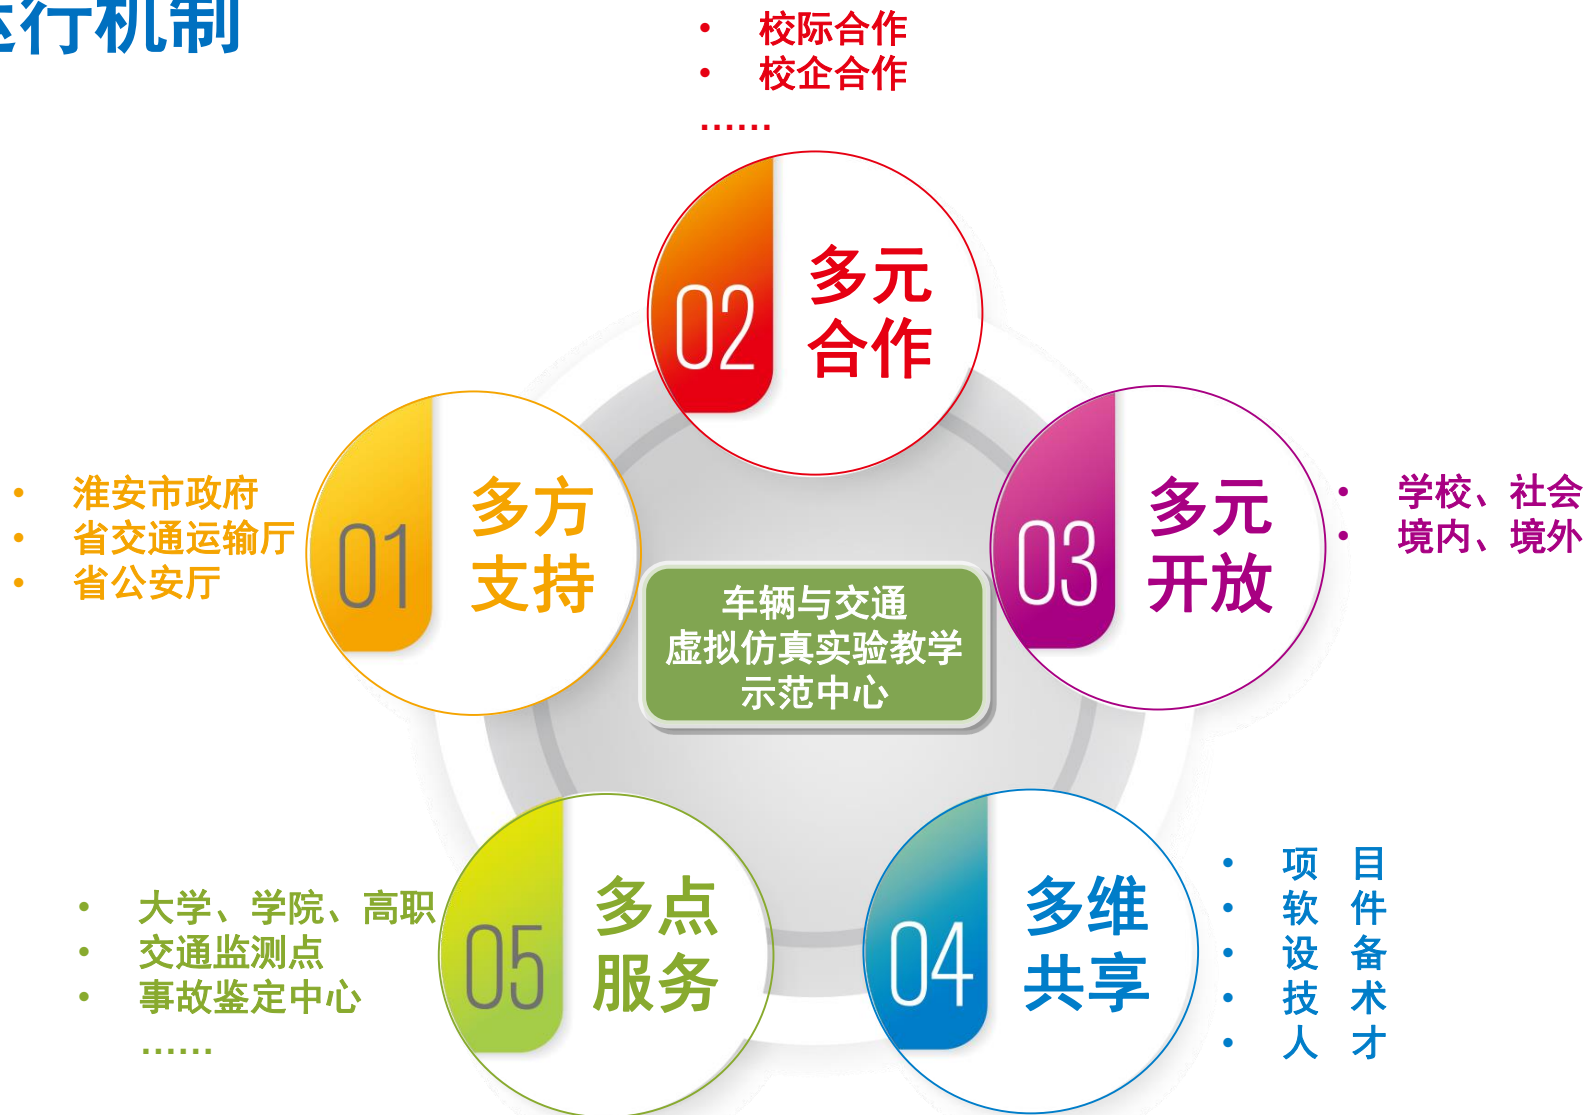 运行机制
• 校际合作
• 校企合作
……
02
多元
合作
01
多方
支持
• 淮安市政府
• 省交通运输厅
• 省公安厅
03
多元
开放
• 学校、社会
• 境内、境外
车辆与交通
虚拟仿真实验教学
示范中心
05
多点
服务
• 大学、学院、高职
• 交通监测点
• 事故鉴定中心
……
04
多维
共享
• 项 目
• 软 件
• 设 备
• 技 术
• 人 才